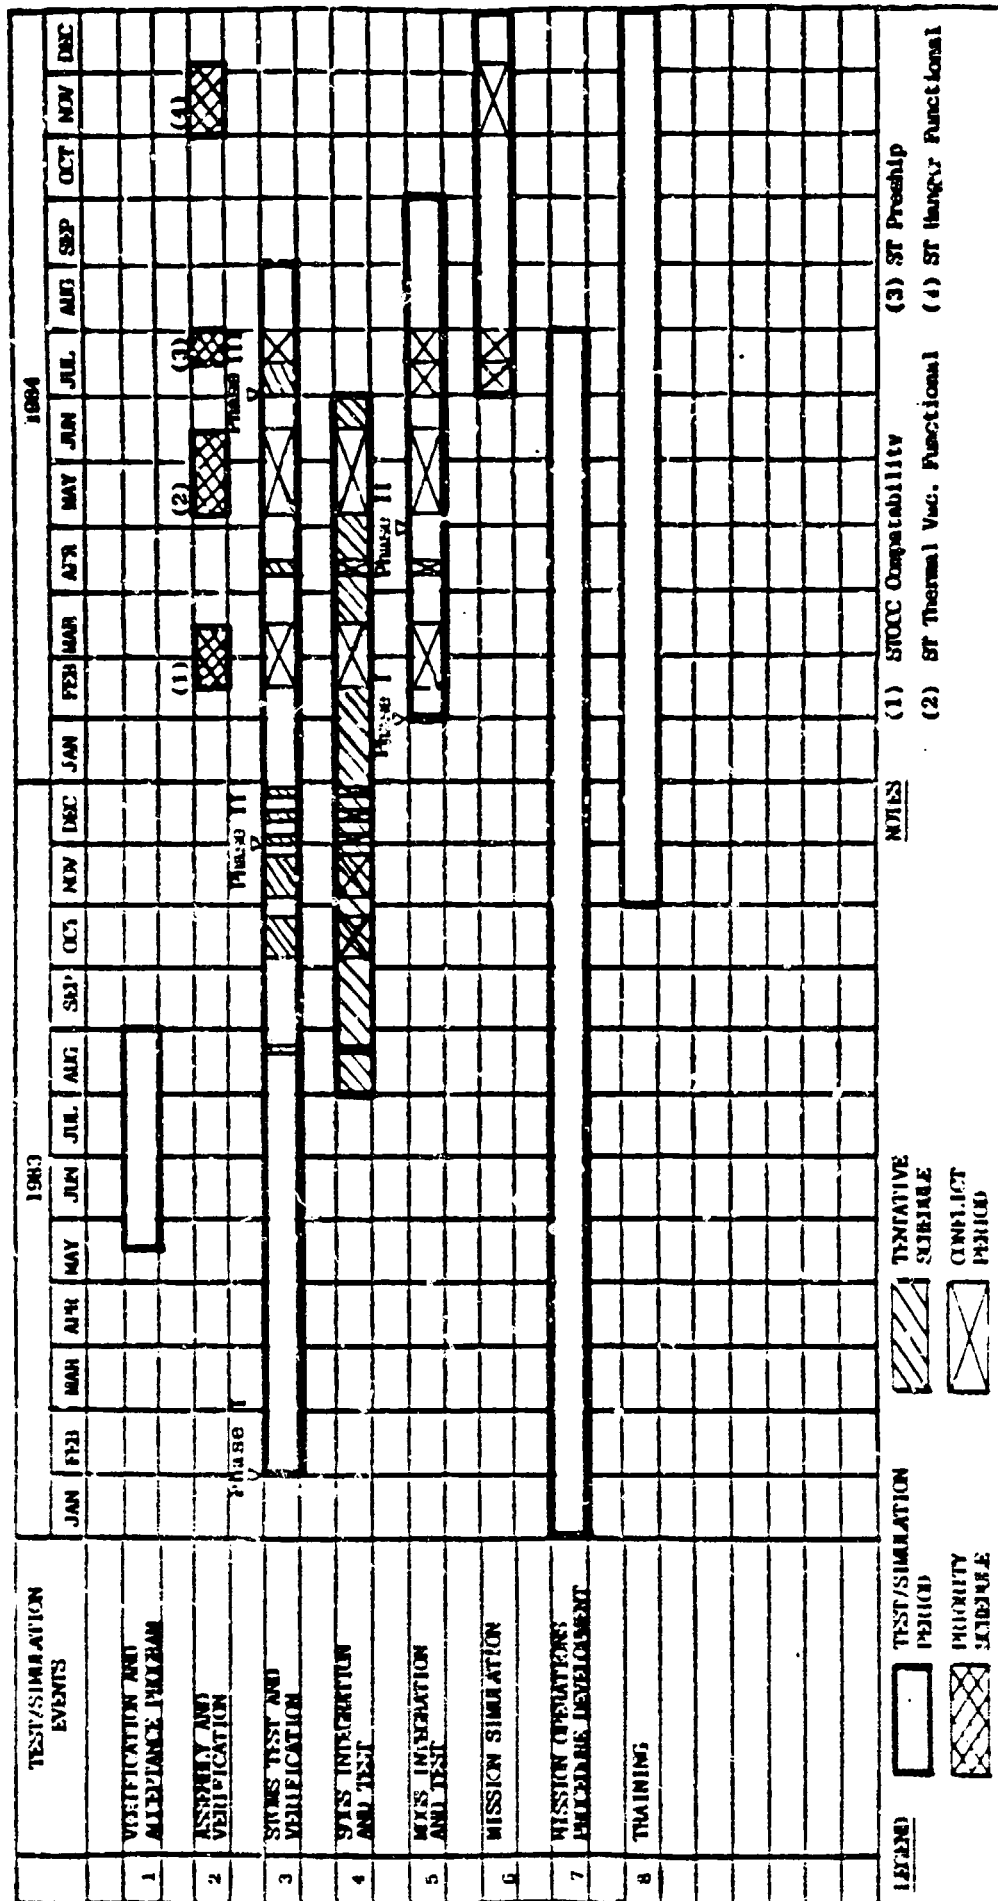 TEST/SIMULATION
EVENTS
1983
1984
JAN FEB MAR APR MAY JUN JUL AUG SEP OCT NOV DEC JAN FEB MAR APR MAY JUN JUL AUG SEP OCT NOV DEC
1 VERIFICATION AND
ACCEPTANCE PROGRAM
2 ASSEMBLY AND
VERIFICATION
(1) (2) (3) (4)
Phase I Phase II Phase III
3 STOMS TEST AND
VERIFICATION
4 SOGS INTEGRATION
AND TEST
Phase I Phase II
5 MOGS INTEGRATION
AND TEST
6 MISSION SIMULATION
7 MISSION OPERATIONS
PROCEDURE DEVELOPMENT
8 TRAINING
LEGEND
TEST/SIMULATION
PERIOD
PRIORITY
SCHEDULE
TENTATIVE
SCHEDULE
CONFLICT
PERIOD
NOTES
(1) STOCC Compatability
(2) ST Thermal Vac. Functional
(3) ST Preship
(4) ST Hanger Functional